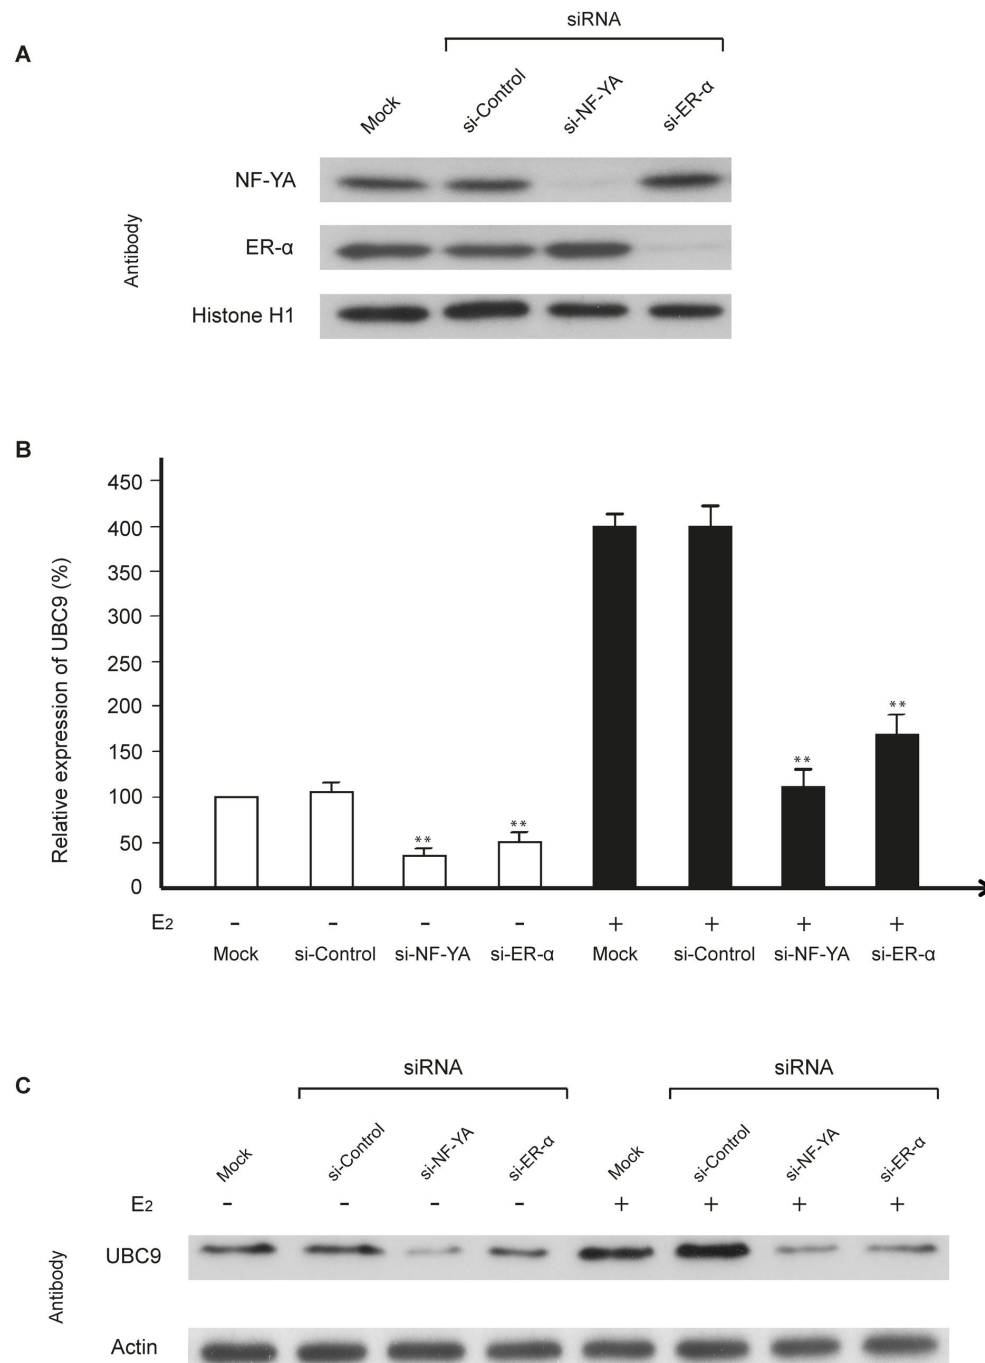 siRNA
A
Mock si-Control si-NF-YA si-ER-α
NF-YA
ER-α
Histone H1
Antibody
B
Relative expression of UBC9 (%)
450
400
350
300
250
200
150
100
50
0
** ** ** **
E2 - - - - + + + +
Mock si-Control si-NF-YA si-ER-α Mock si-Control si-NF-YA si-ER-α
C
siRNA siRNA
Mock si-Control si-NF-YA si-ER-α Mock si-Control si-NF-YA si-ER-α
E2 - - - - + + + +
UBC9
Antibody
Actin